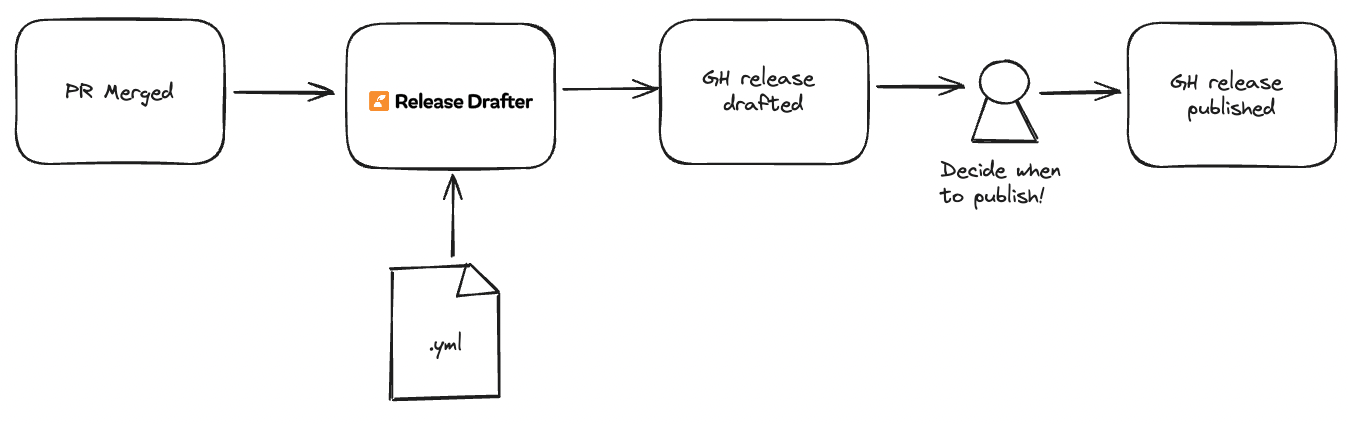 PR Merged
Release Drafter
GH release
drafted
Decide when
to publish!
GH release
published
.yml